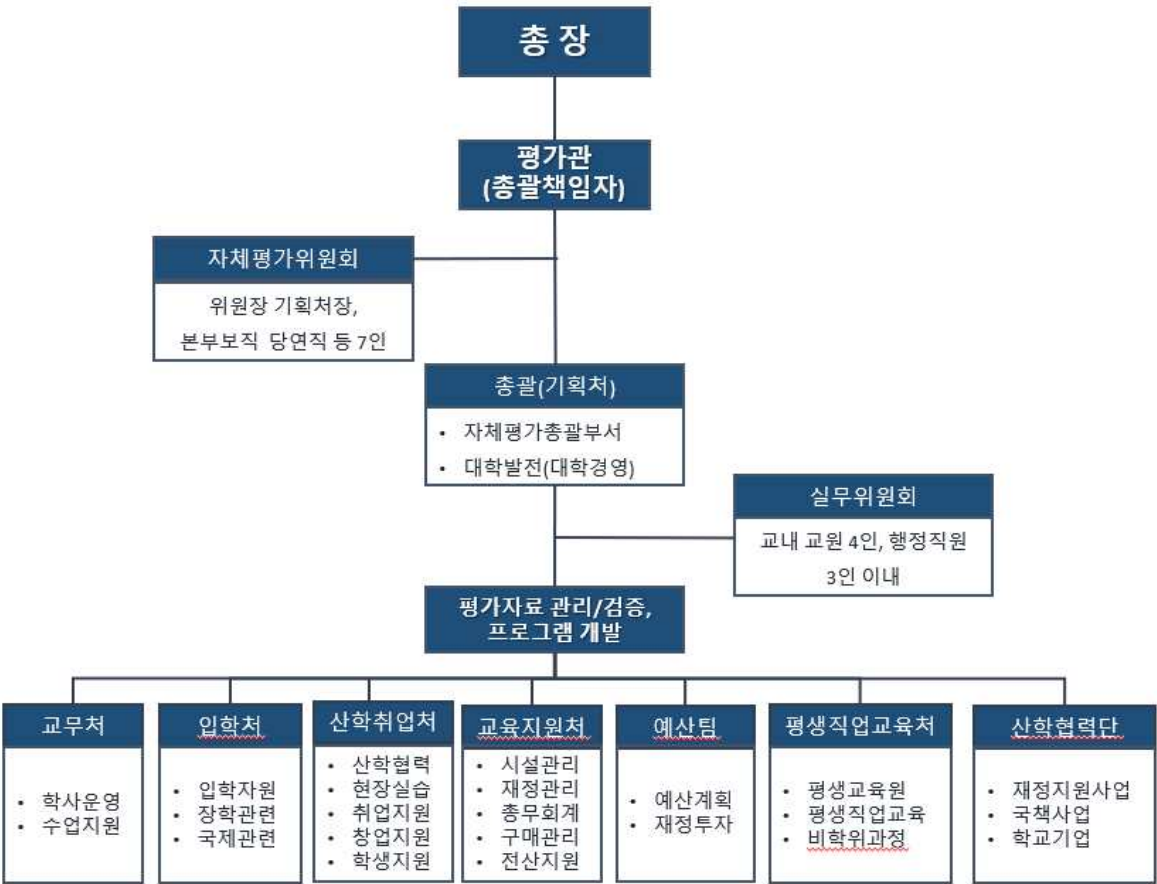 총 장
평가관
(총괄책임자)
자체평가위원회
위원장 기획처장,
본부보직 당연직 등 7인
총괄(기획처)
• 자체평가총괄부서
• 대학발전(대학경영)
실무위원회
교내 교원 4인, 행정직원
3인 이내
평가자료 관리/검증,
프로그램 개발
교무처
• 학사운영
• 수업지원
입학처
• 입학자원
• 장학관련
• 국제관련
산학취업처
• 산학협력
• 현장실습
• 취업지원
• 창업지원
• 학생지원
교육지원처
• 시설관리
• 재정관리
• 총무회계
• 구매관리
• 전산지원
예산팀
• 예산계획
• 재정투자
평생직업교육처
• 평생교육원
• 평생직업교육
• 비학위과정
산학협력단
• 재정지원사업
• 국책사업
• 학교기업